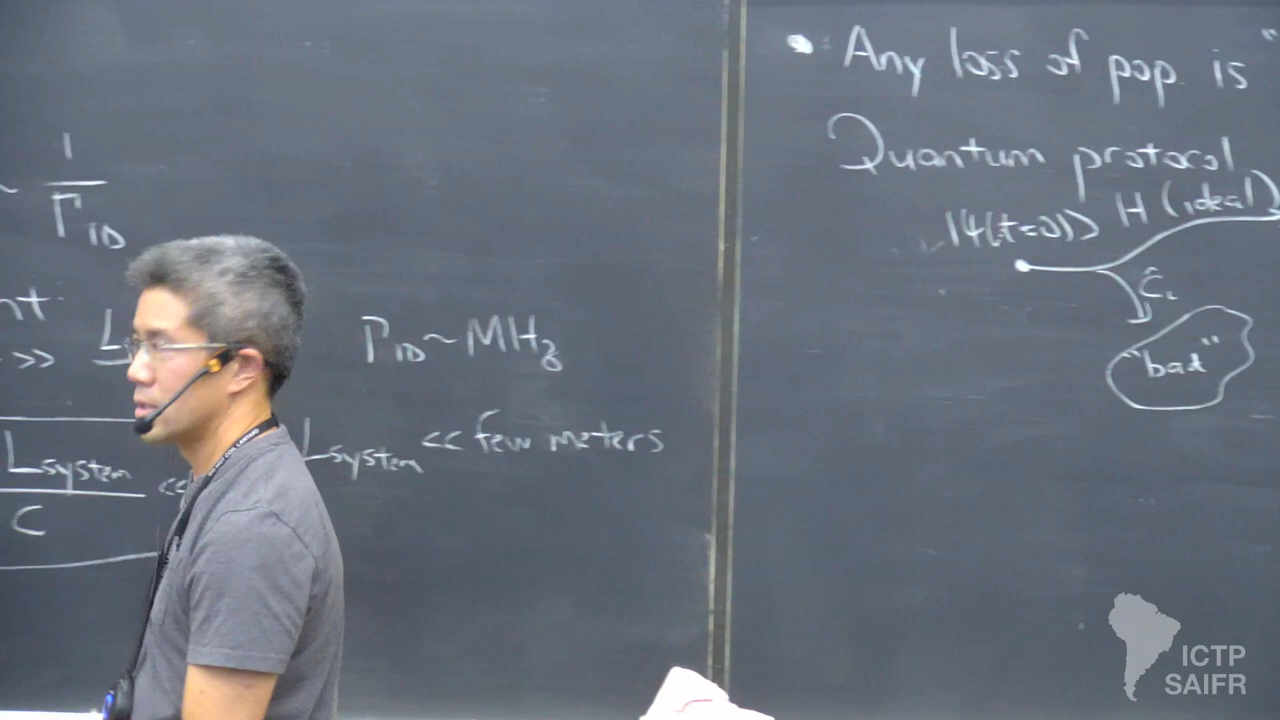 ~ 1/Γ1D
>> L
Γ1D ~ MHz
Lsystem/c <<
Lsystem << few meters
• Any loss of pop. is "
Quantum protocol
|ψ(t=0)> H (ideal)
"bad"
ICTP
SAIFR